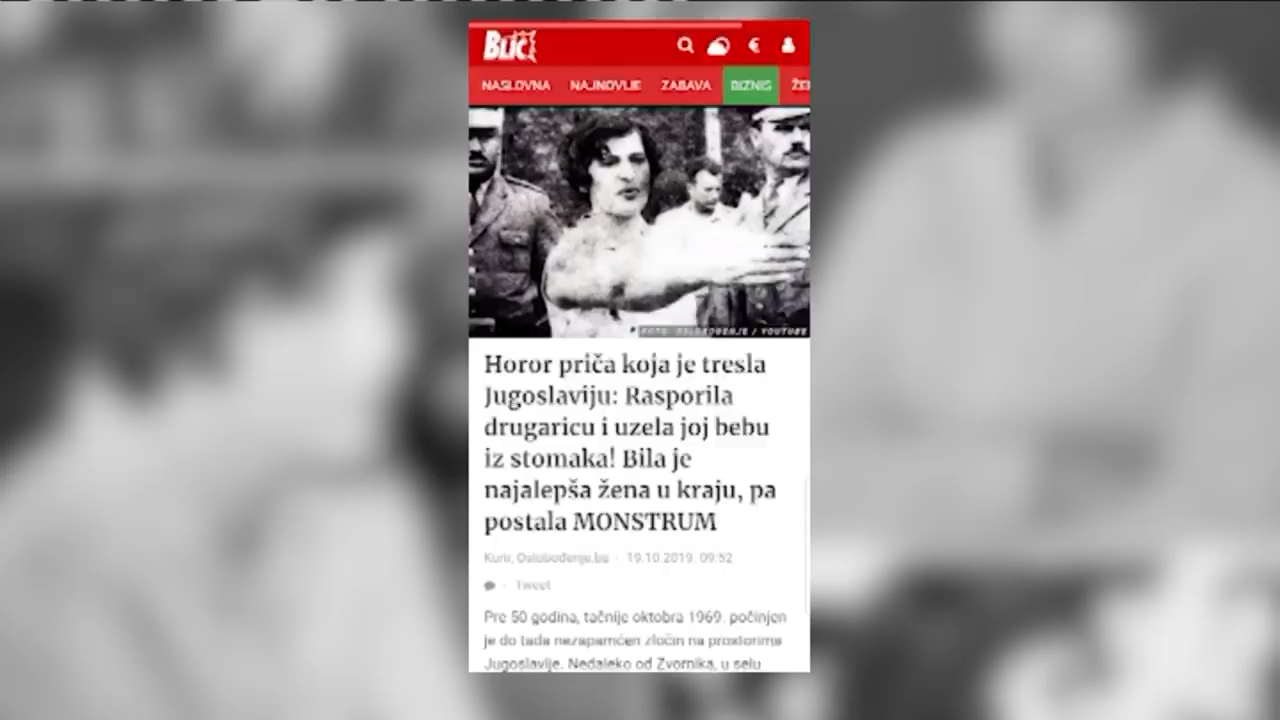 Blic
NASLOVNA NAJNOVIJE ZABAVA BIZNIS ŽE
FOTO: OSLOBOĐENJE / YOUTUBE
Horor priča koja je tresla
Jugoslaviju: Rasporila
drugaricu i uzela joj bebu
iz stomaka! Bila je
najalepša žena u kraju, pa
postala MONSTRUM
Kurir, Oslobođenje.ba · 19.10.2019. 09:52
· Tweet
Pre 50 godina, tačnije oktobra 1969. počinjen
je do tada nezapamćen zločin na prostorima
Jugoslavije. Nedaleko od Zvornika, u selu